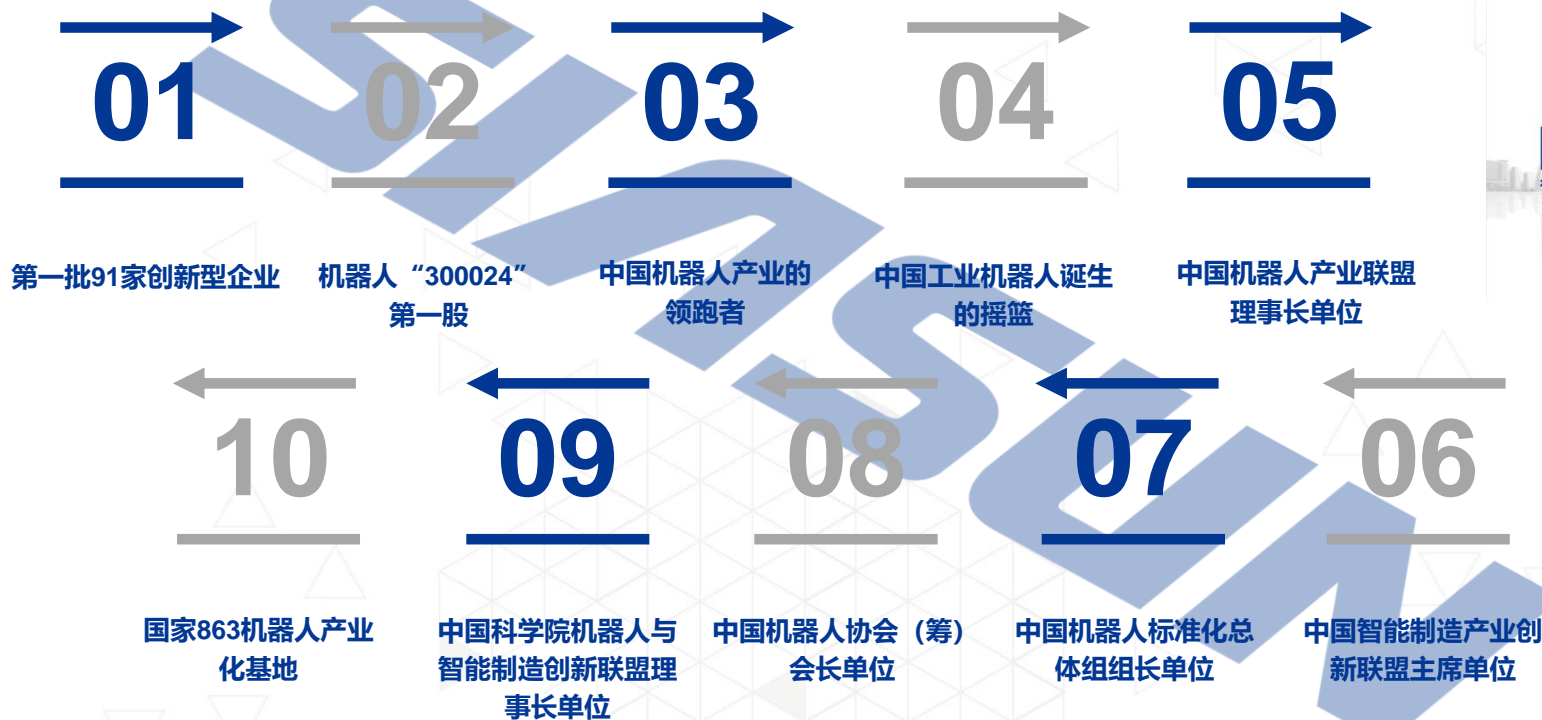 01
02
03
04
05
第一批91家创新型企业
机器人“300024”
第一股
中国机器人产业的
领跑者
中国工业机器人诞生
的摇篮
中国机器人产业联盟
理事长单位
10
09
08
07
06
国家863机器人产业
化基地
中国科学院机器人与
智能制造创新联盟理
事长单位
中国机器人协会（筹）
会长单位
中国机器人标准化总
体组组长单位
中国智能制造产业创
新联盟主席单位
SIASUN